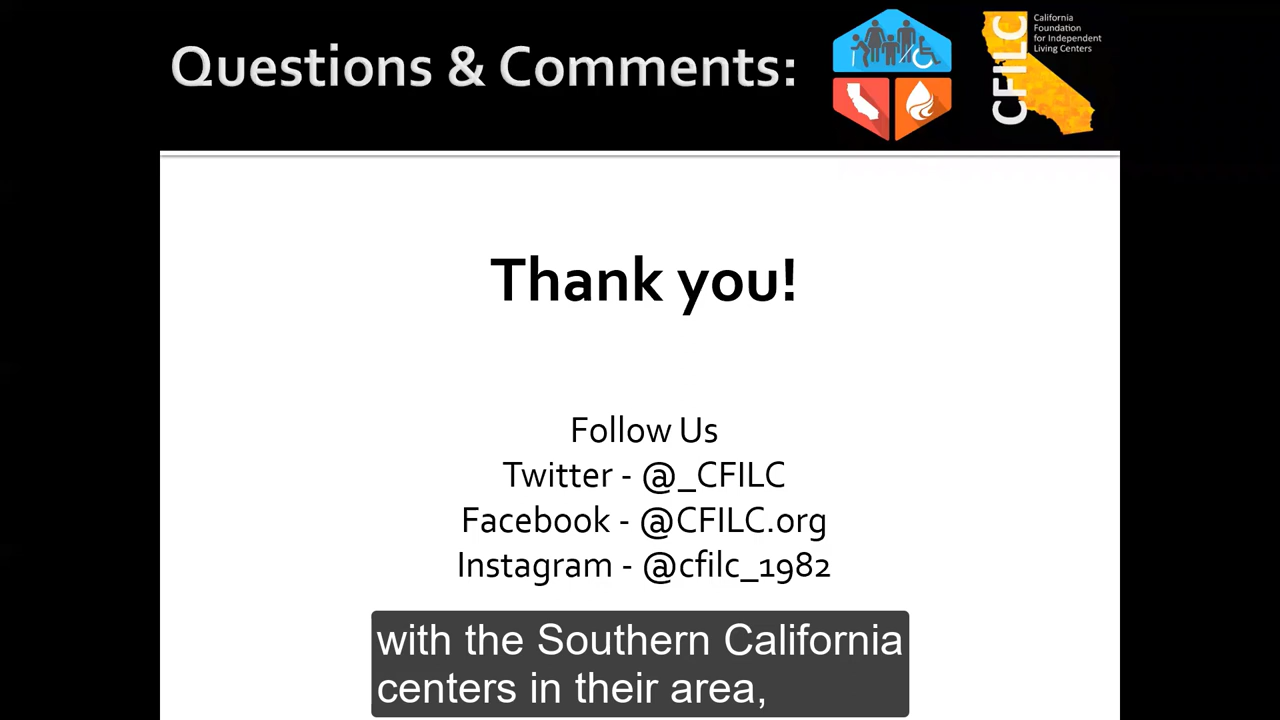 Questions & Comments:
CFILC
California
Foundation
for Independent
Living Centers
Thank you!
Follow Us
Twitter - @_CFILC
Facebook - @CFILC.org
Instagram - @cfilc_1982
with the Southern California
centers in their area,